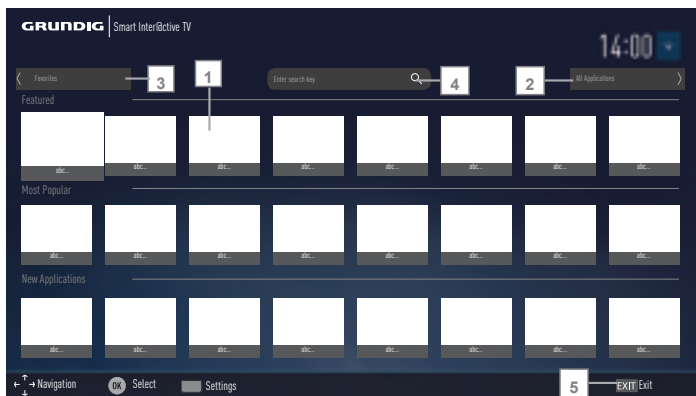 GRUNDIG Smart Inter@ctive TV
14:00
Favorites 3 1 Enter search key 4 2 All Applications
Featured
abc... abc... abc... abc... abc... abc... abc... abc...
Most Popular
abc... abc... abc... abc... abc... abc... abc... abc...
New Applications
abc... abc... abc... abc... abc... abc... abc... abc...
Navigation OK Select Settings 5 EXIT Exit